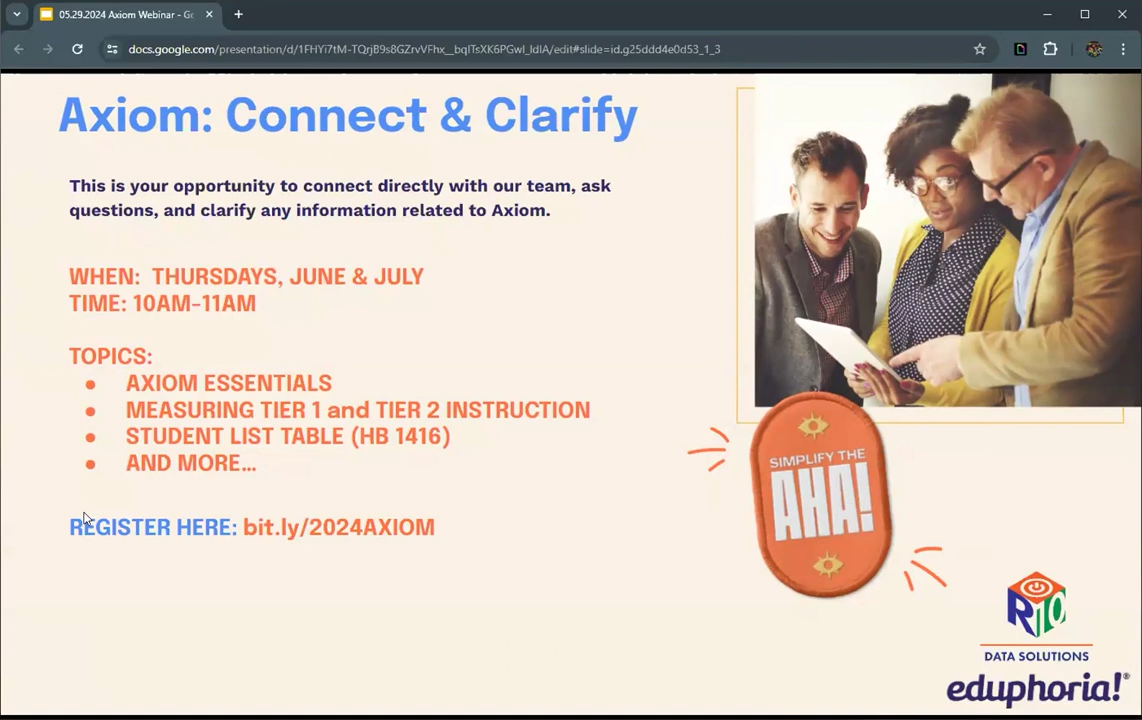 05.29.2024 Axiom Webinar - Go
docs.google.com/presentation/d/1FHYi7tM-TQrjB9s8GZrvVFhx__bqITsXK6PGwI_IdIA/edit#slide=id.g25ddd4e0d53_1_3
Axiom: Connect & Clarify
This is your opportunity to connect directly with our team, ask
questions, and clarify any information related to Axiom.
WHEN: THURSDAYS, JUNE & JULY
TIME: 10AM-11AM
TOPICS:
● AXIOM ESSENTIALS
● MEASURING TIER 1 and TIER 2 INSTRUCTION
● STUDENT LIST TABLE (HB 1416)
● AND MORE...
REGISTER HERE: bit.ly/2024AXIOM
SIMPLIFY THE
AHA!
R10
DATA SOLUTIONS
eduphoria!®